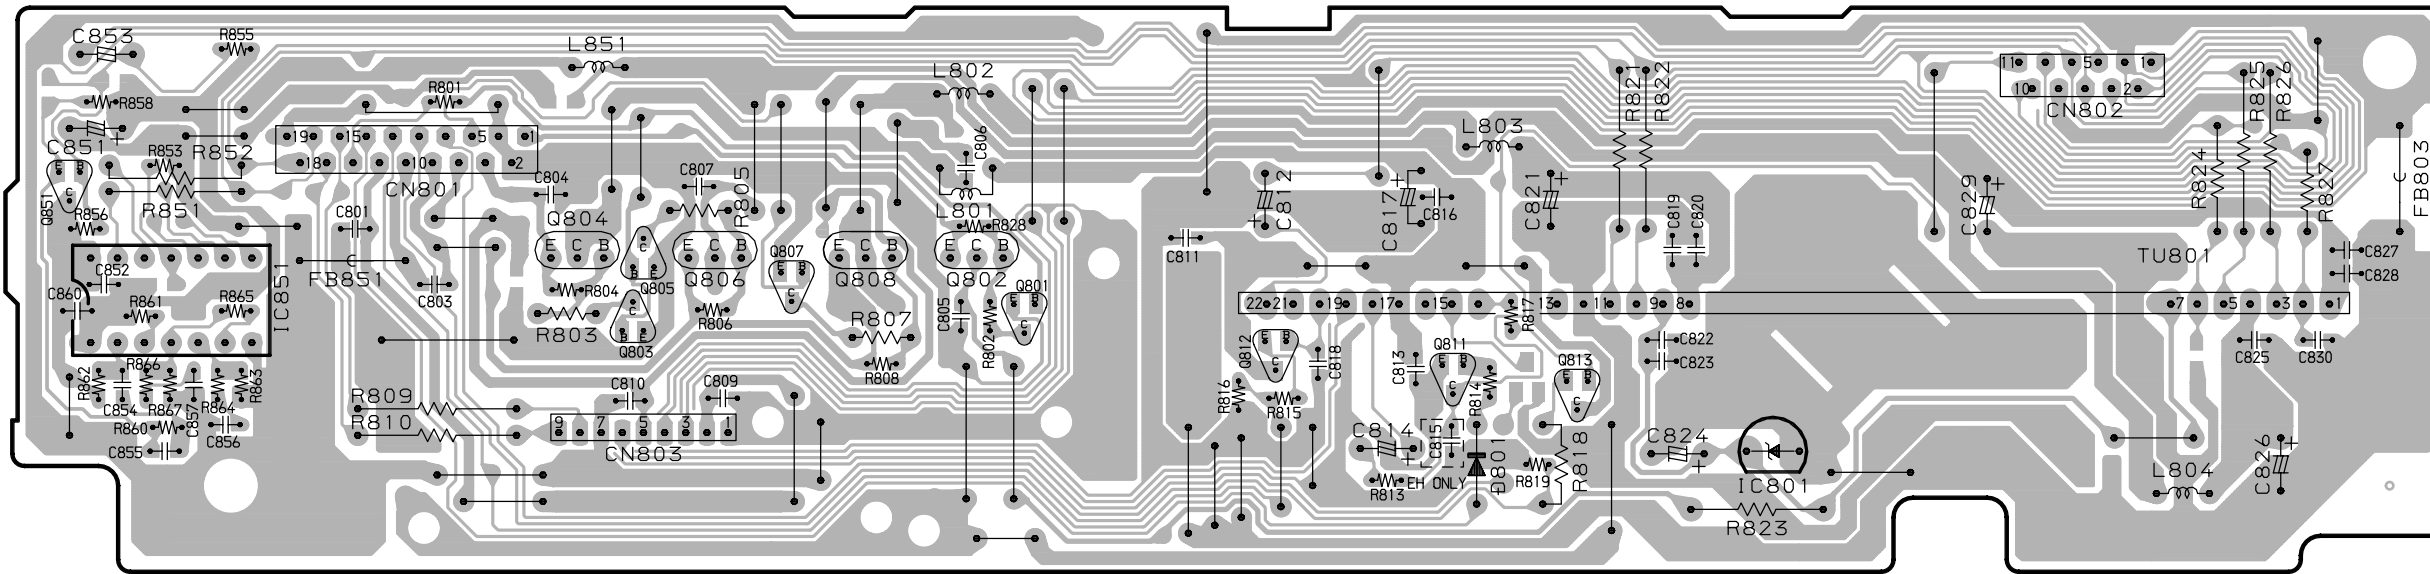 C853
R855
L851
L802
R821
R822
11 5 1
R825
R826
R858
R801
10 2
CN802
C851
R852
19 15 5 1
C806
L803
FB803
R853
18 10 2
CN801
C804
C807
R805
C812
C817
C816
C821
R824
C829
R827
E B
C
Q851
R851
R856
C801
Q804
L801
R828
C819
C820
E C B
C
B E
Q805
E C B
Q806
Q807
E B
C
E C B
Q808
E C B
Q802
C811
TU801
C827
C828
C852
IC851
FB851
C803
C860
R861
R865
R804
R803
C
B E
Q803
R806
R807
C805
R802
Q801
E B
C
22 21 19 17 15 13 11 9 8 7 5 3 1
R817
R808
Q812
E B
C
C818
C813
Q811
E B
C
R814
Q813
E B
C
C822
C823
C825
C830
R862
R866
R863
C854
R867
C857
R864
R860
C856
C855
R809
R810
C810
C809
9 7 5 3 1
CN803
R816
R815
C814
C815
EH ONLY
R813
D801
R819
R818
C824
IC801
R823
L804
C826